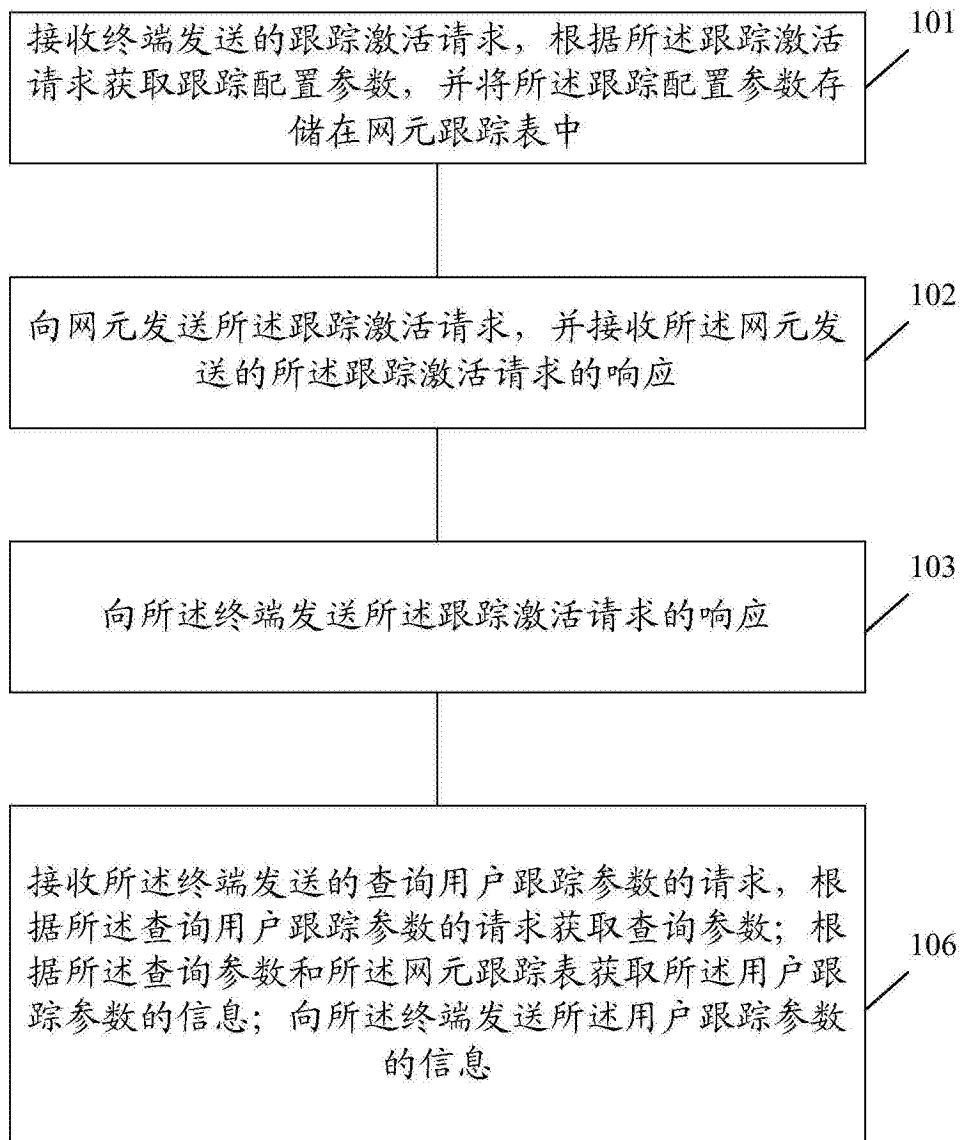 接收终端发送的跟踪激活请求，根据所述跟踪激活
请求获取跟踪配置参数，并将所述跟踪配置参数存
储在网元跟踪表中
101
向网元发送所述跟踪激活请求，并接收所述网元发
送的所述跟踪激活请求的响应
102
向所述终端发送所述跟踪激活请求的响应
103
接收所述终端发送的查询用户跟踪参数的请求，根
据所述查询用户跟踪参数的请求获取查询参数；根
据所述查询参数和所述网元跟踪表获取所述用户跟
踪参数的信息；向所述终端发送所述用户跟踪参数
的信息
106